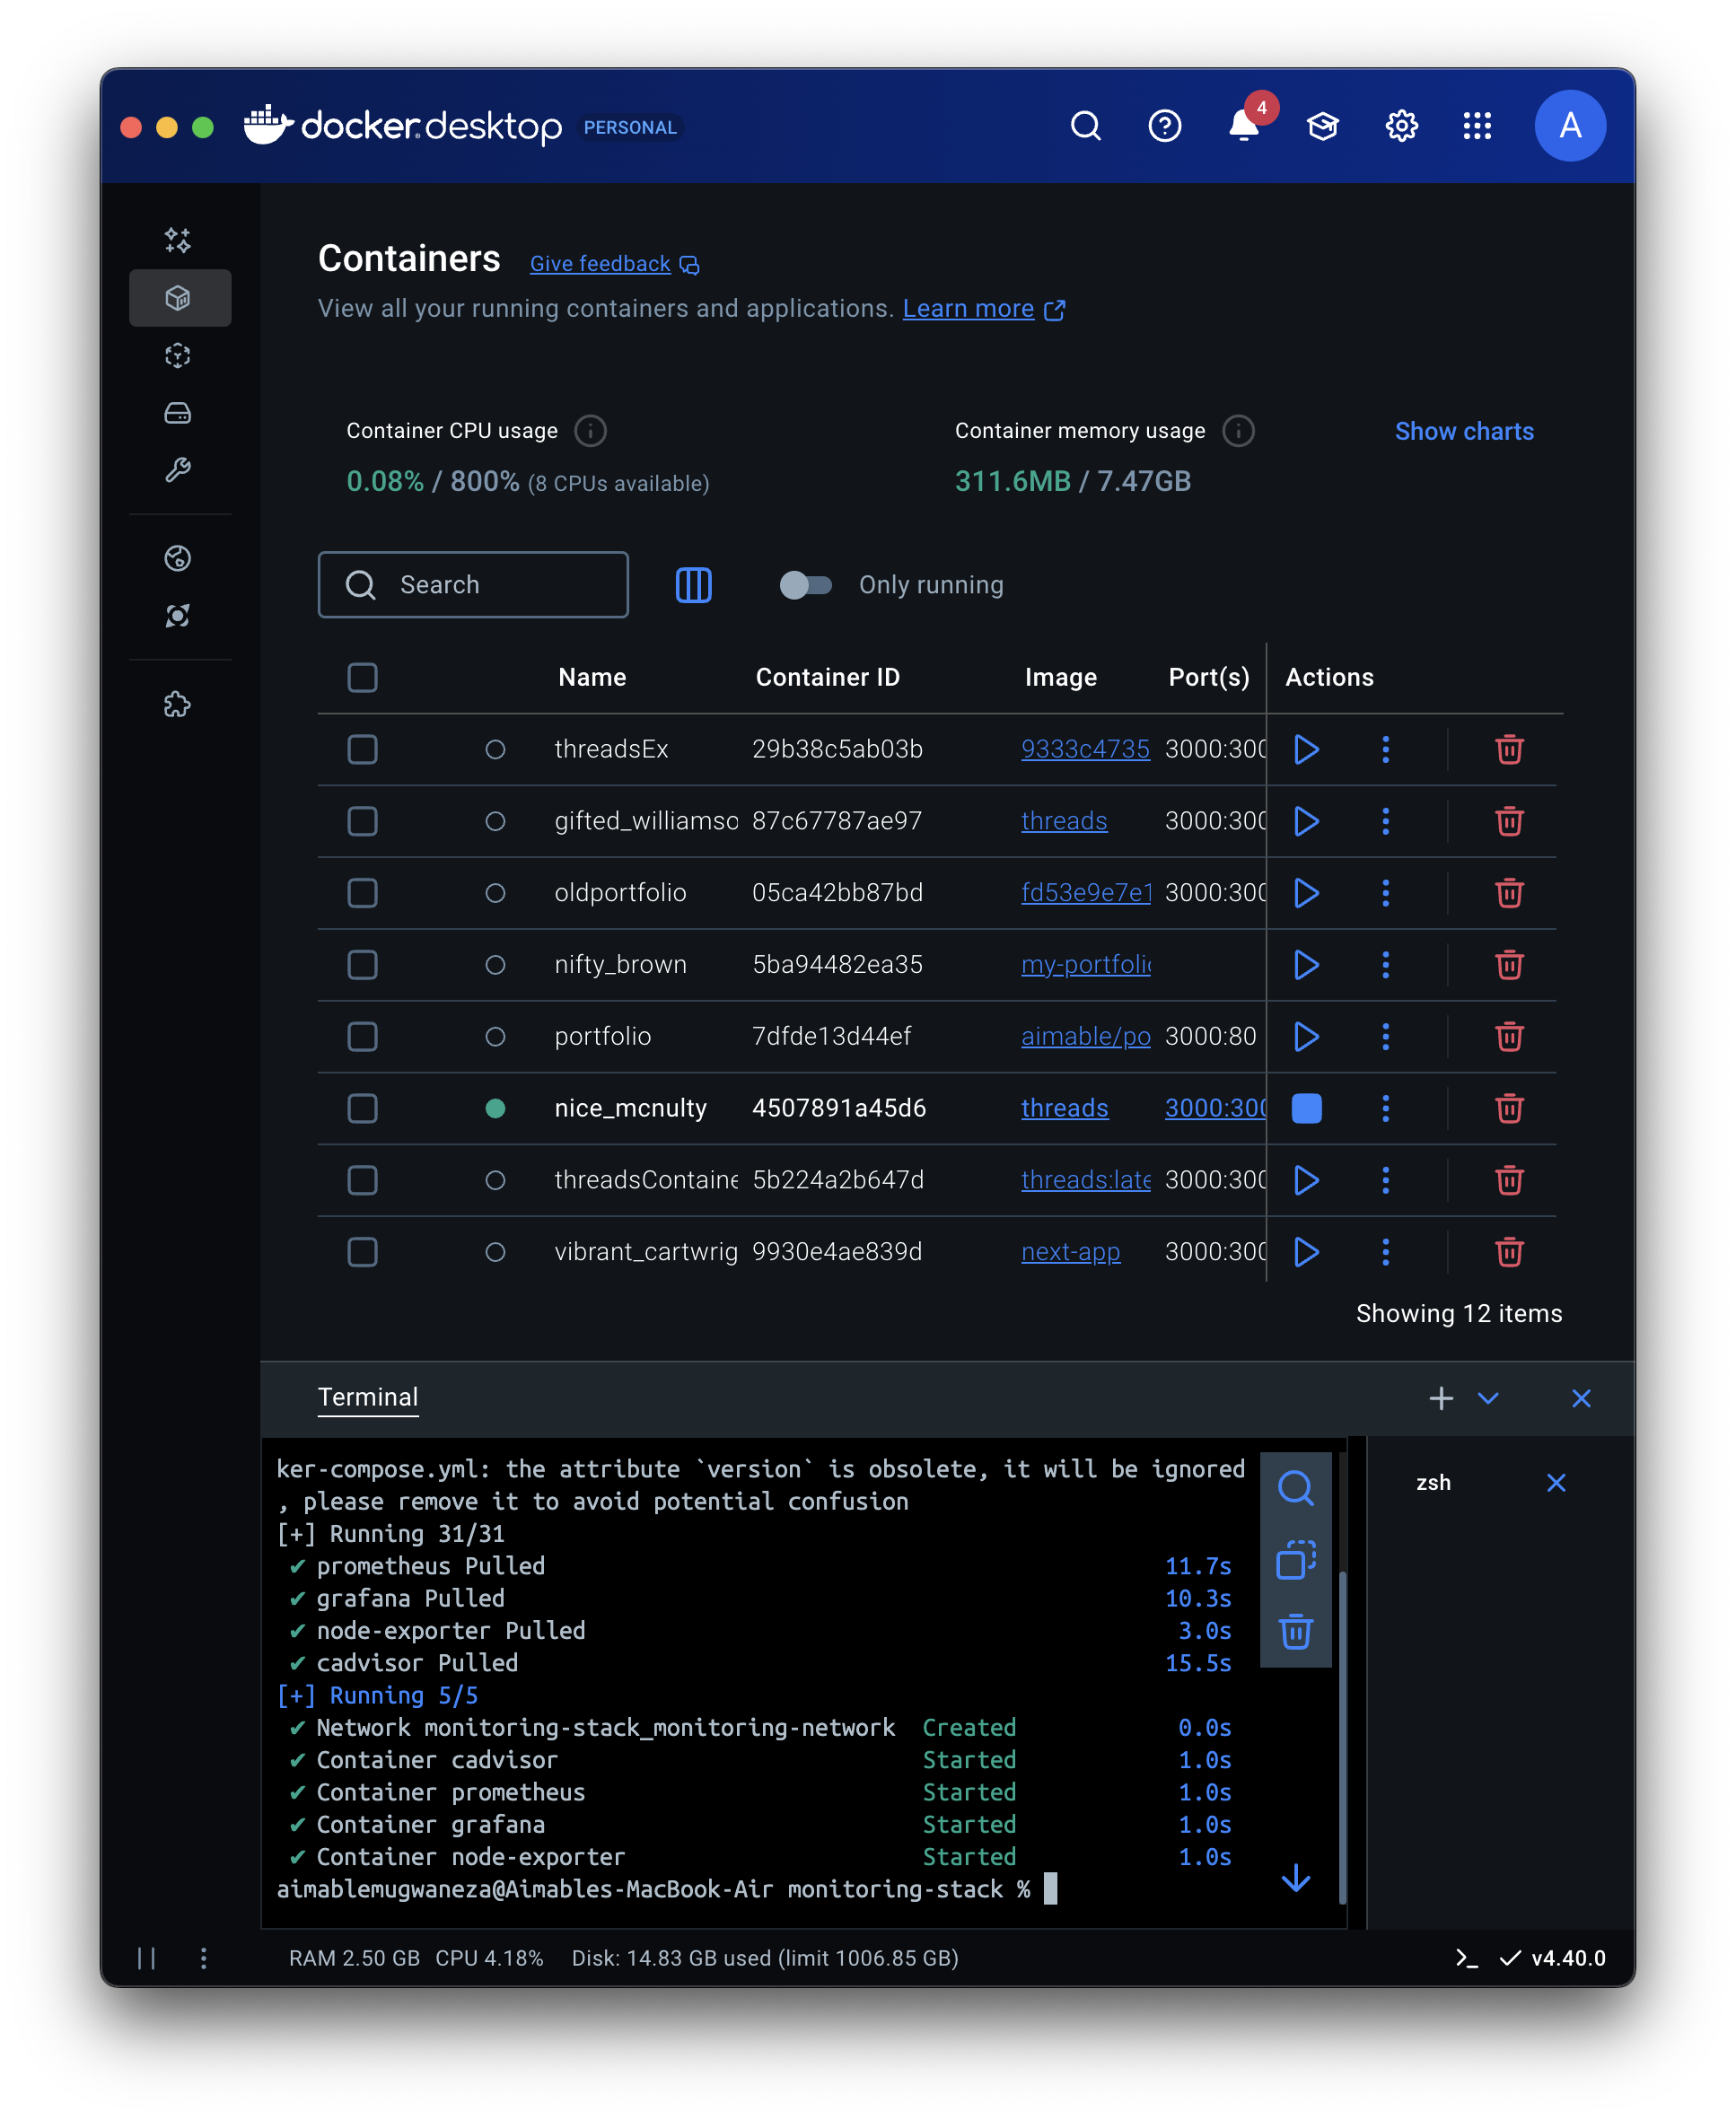 docker desktop PERSONAL
4
A
Containers Give feedback
View all your running containers and applications. Learn more
Container CPU usage
0.08% / 800% (8 CPUs available)
Container memory usage
311.6MB / 7.47GB
Show charts
Search
Only running
Name Container ID Image Port(s) Actions
threadsEx 29b38c5ab03b 9333c4735 3000:300
gifted_williamso 87c67787ae97 threads 3000:300
oldportfolio 05ca42bb87bd fd53e9e7e1 3000:300
nifty_brown 5ba94482ea35 my-portfolio
portfolio 7dfde13d44ef aimable/po 3000:80
nice_mcnulty 4507891a45d6 threads 3000:300
threadsContaine 5b224a2b647d threads:late 3000:300
vibrant_cartwrig 9930e4ae839d next-app 3000:300
Showing 12 items
Terminal
zsh
ker-compose.yml: the attribute `version` is obsolete, it will be ignored
, please remove it to avoid potential confusion
[+] Running 31/31
✔ prometheus Pulled 11.7s
✔ grafana Pulled 10.3s
✔ node-exporter Pulled 3.0s
✔ cadvisor Pulled 15.5s
[+] Running 5/5
✔ Network monitoring-stack_monitoring-network Created 0.0s
✔ Container cadvisor Started 1.0s
✔ Container prometheus Started 1.0s
✔ Container grafana Started 1.0s
✔ Container node-exporter Started 1.0s
aimablemugwaneza@Aimables-MacBook-Air monitoring-stack %
RAM 2.50 GB CPU 4.18% Disk: 14.83 GB used (limit 1006.85 GB)
v4.40.0